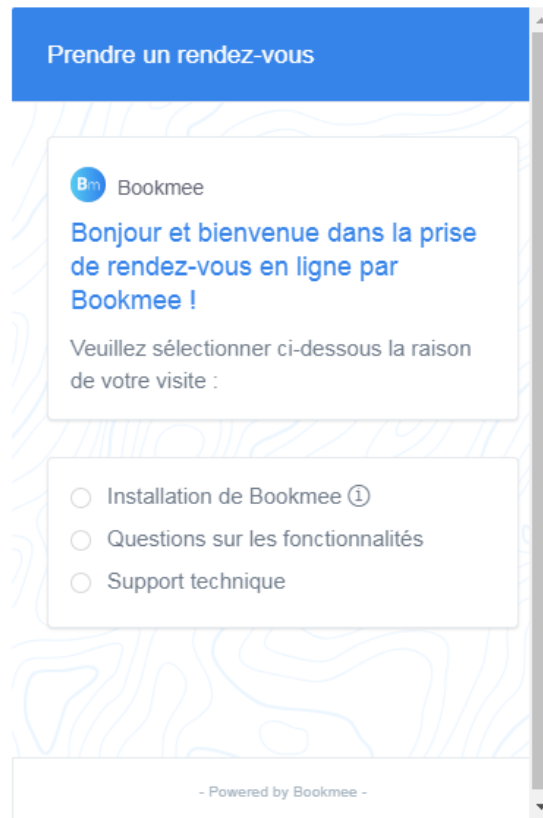 Prendre un rendez-vous
Bm Bookmee
Bonjour et bienvenue dans la prise
de rendez-vous en ligne par
Bookmee !
Veuillez sélectionner ci-dessous la raison
de votre visite :
Installation de Bookmee ⓘ
Questions sur les fonctionnalités
Support technique
- Powered by Bookmee -